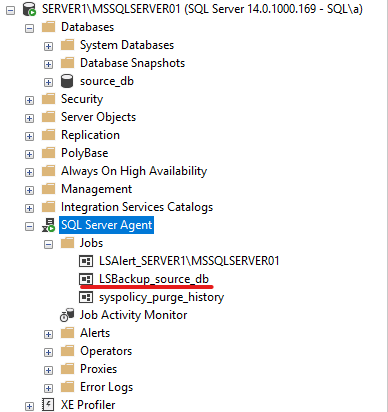 SERVER1\MSSQLSERVER01 (SQL Server 14.0.1000.169 - SQL\a)
Databases
System Databases
Database Snapshots
source_db
Security
Server Objects
Replication
PolyBase
Always On High Availability
Management
Integration Services Catalogs
SQL Server Agent
Jobs
LSAlert_SERVER1\MSSQLSERVER01
LSBackup_source_db
syspolicy_purge_history
Job Activity Monitor
Alerts
Operators
Proxies
Error Logs
XE Profiler